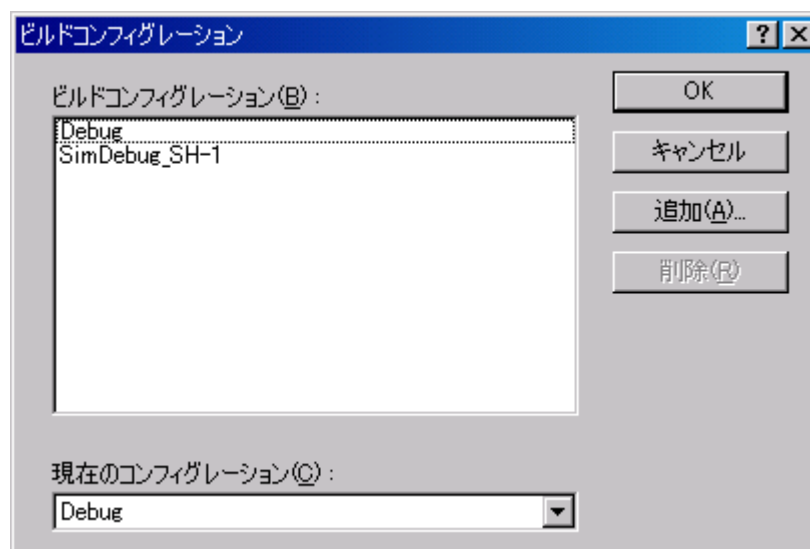 ビルドコンフィグレーション
ビルドコンフィグレーション(B) :
Debug
SimDebug_SH-1
OK
キャンセル
追加(A)...
削除(R)
現在のコンフィグレーション(C) :
Debug